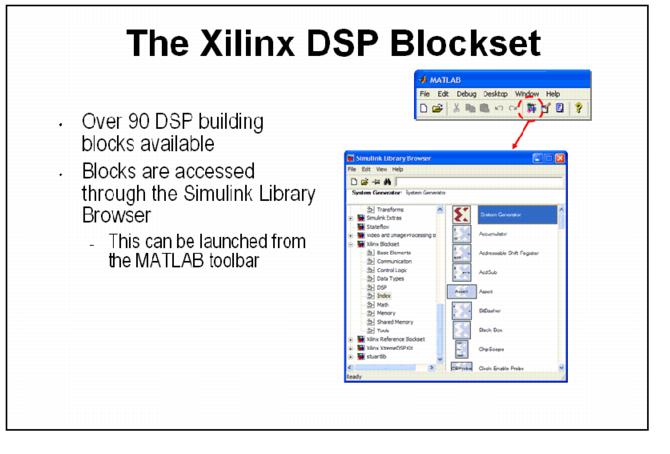 The Xilinx DSP Blockset
Over 90 DSP building
blocks available
Blocks are accessed
through the Simulink Library
Browser
- This can be launched from
the MATLAB toolbar
MATLAB
File Edit Debug Desktop Window Help
Simulink Library Browser
File Edit View Help
System Generator: System Generator
Transforms
Simulink Extras
Stateflow
Video and Image Processing B
Xilinx Blockset
Basic Elements
Communication
Control Logic
Data Types
DSP
Index
Math
Memory
Shared Memory
Tools
Xilinx Reference Blockset
Xilinx XtremeDSP Kit
stuartlib
System Generator
Accumulator
Addressable Shift Register
AddSub
Assert
Assert
BitBasher
Black Box
ChipScope
Clock Enable Probe
Ready